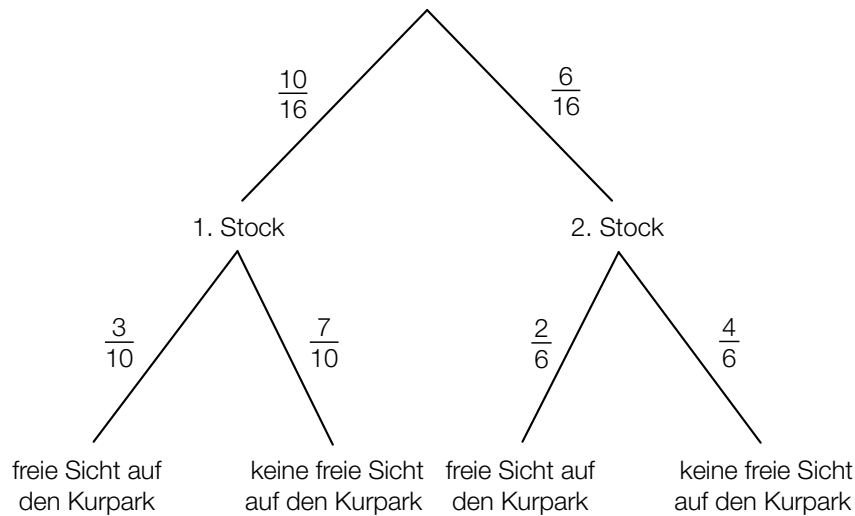 10
16
6
16
1. Stock
2. Stock
3
10
7
10
2
6
4
6
freie Sicht auf
den Kurpark
keine freie Sicht
auf den Kurpark
freie Sicht auf
den Kurpark
keine freie Sicht
auf den Kurpark